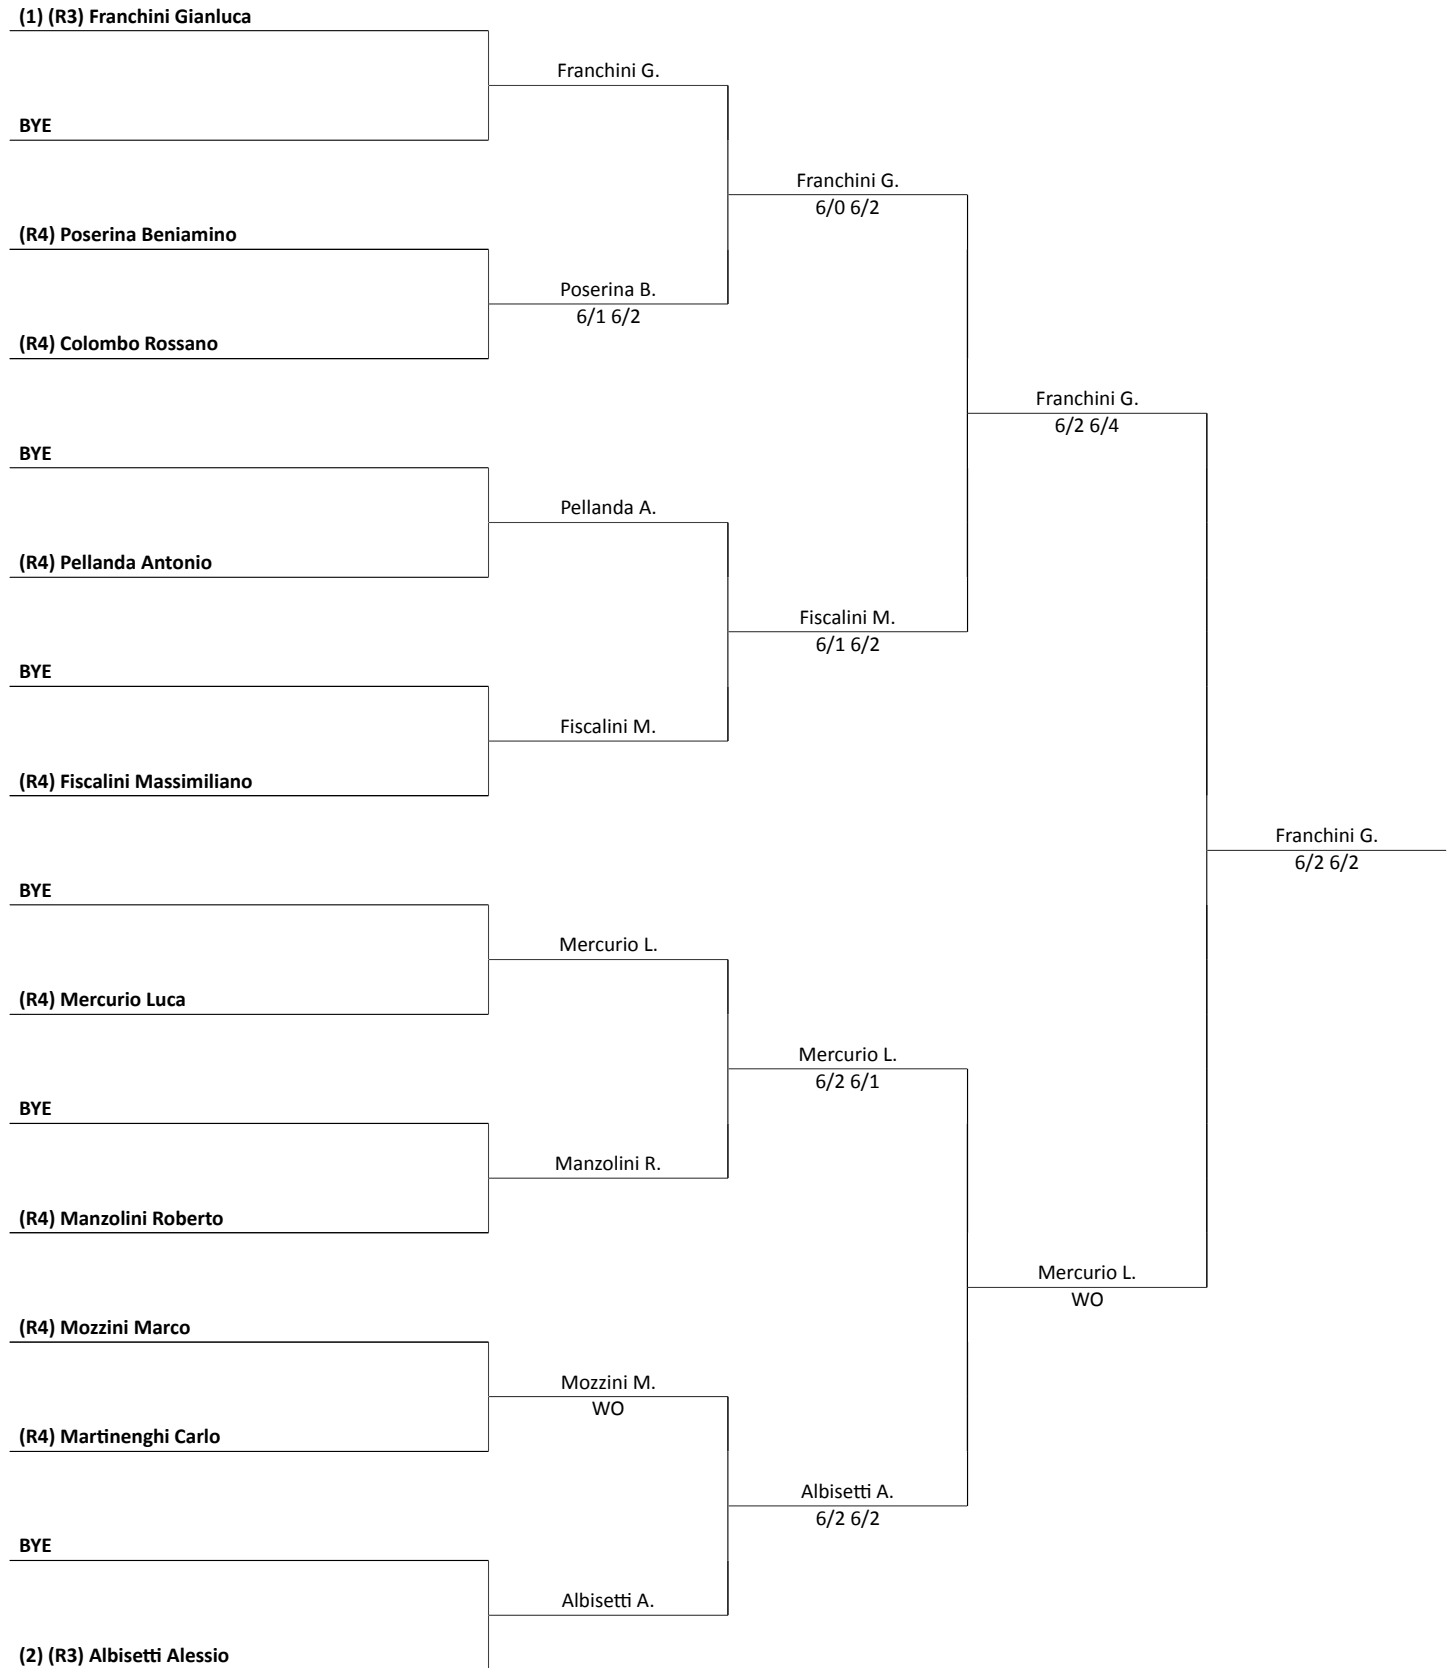 (1) (R3) Franchini Gianluca
Franchini G.
BYE
Franchini G.
6/0 6/2
(R4) Poserina Beniamino
Poserina B.
6/1 6/2
(R4) Colombo Rossano
Franchini G.
6/2 6/4
BYE
Pellanda A.
(R4) Pellanda Antonio
Fiscalini M.
6/1 6/2
BYE
Fiscalini M.
(R4) Fiscalini Massimiliano
Franchini G.
6/2 6/2
BYE
Mercurio L.
(R4) Mercurio Luca
Mercurio L.
6/2 6/1
BYE
Manzolini R.
(R4) Manzolini Roberto
Mercurio L.
WO
(R4) Mozzini Marco
Mozzini M.
WO
(R4) Martinenghi Carlo
Albisetti A.
6/2 6/2
BYE
Albisetti A.
(2) (R3) Albisetti Alessio